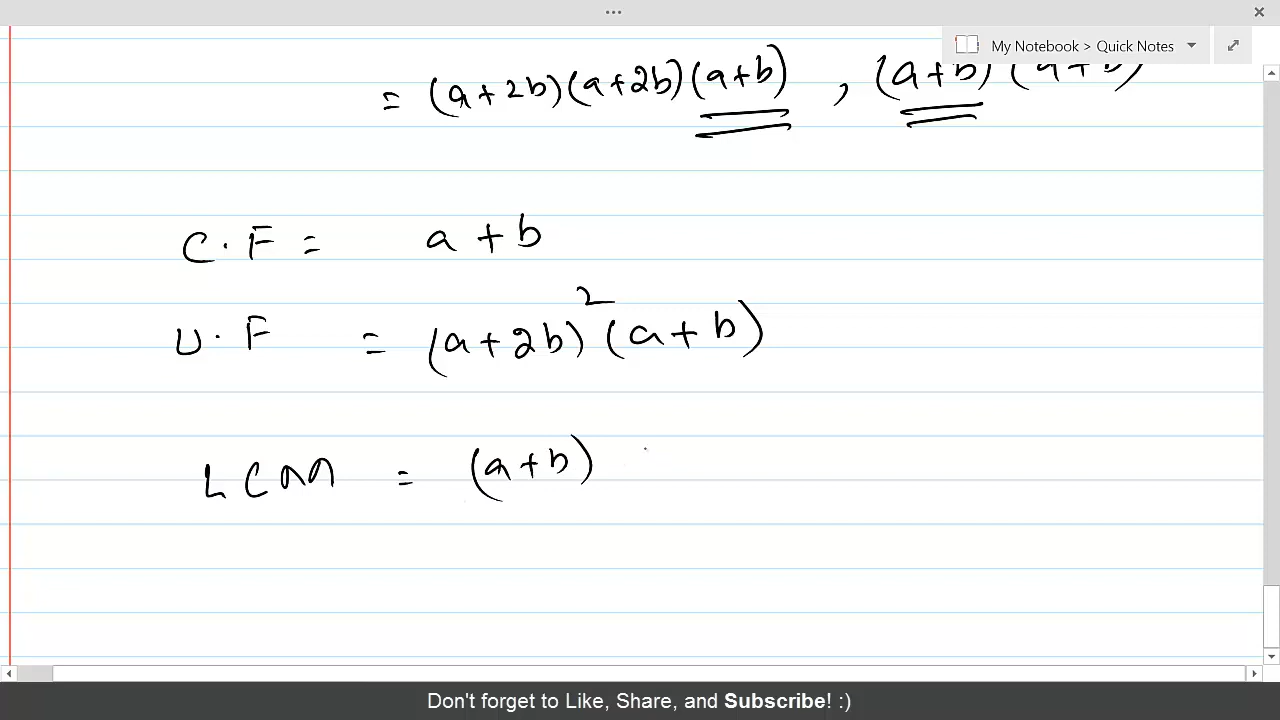 ...
My Notebook > Quick Notes
= (a+2b)(a+2b)(a+b) , (a+b)(a+b)
C.F = a+b
U.F = (a+2b)²(a+b)
LCM = (a+b)
Don't forget to Like, Share, and Subscribe! :)